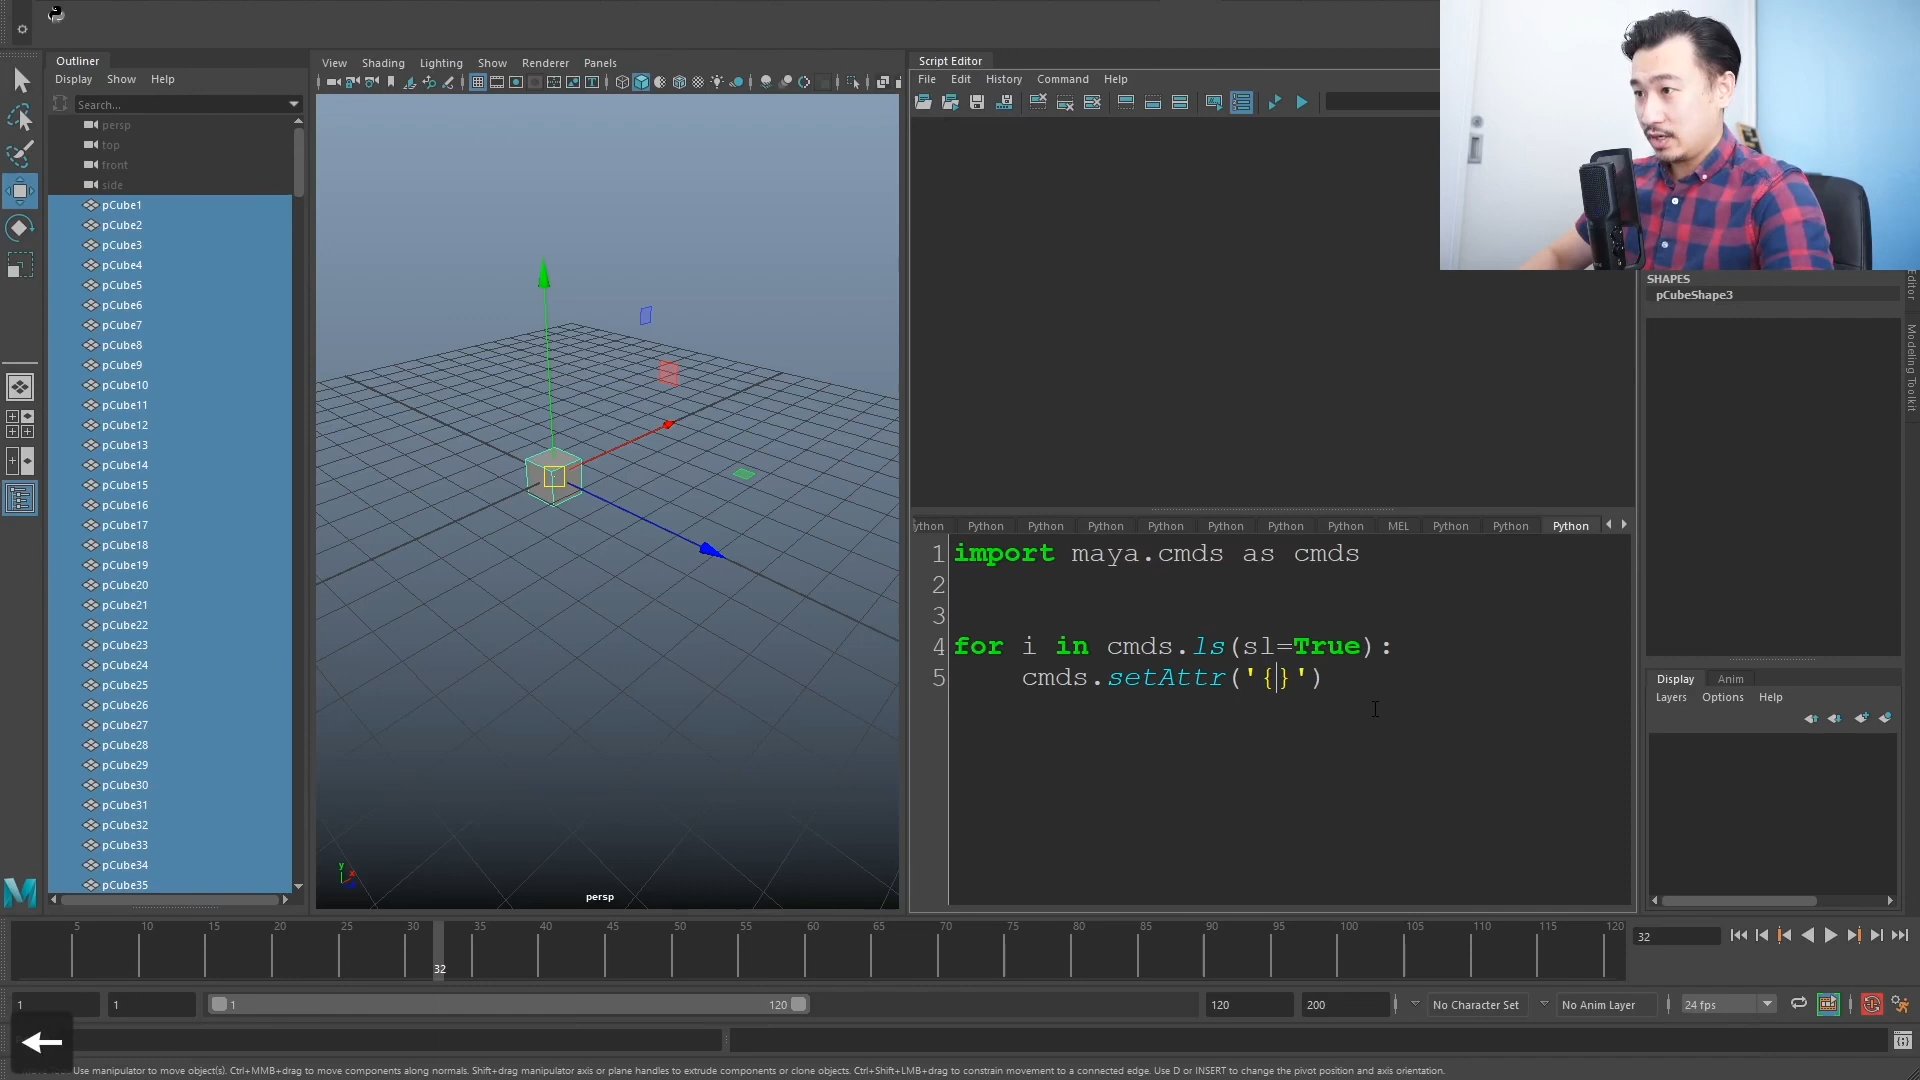 Outliner
Display Show Help
Search...
persp
top
front
side
pCube1
pCube2
pCube3
pCube4
pCube5
pCube6
pCube7
pCube8
pCube9
pCube10
pCube11
pCube12
pCube13
pCube14
pCube15
pCube16
pCube17
pCube18
pCube19
pCube20
pCube21
pCube22
pCube23
pCube24
pCube25
pCube26
pCube27
pCube28
pCube29
pCube30
pCube31
pCube32
pCube33
pCube34
pCube35
View Shading Lighting Show Renderer Panels
y
x
persp
Script Editor
File Edit History Command Help
ython Python Python Python Python Python Python Python MEL Python Python Python
1 import maya.cmds as cmds
2
3
4 for i in cmds.ls(sl=True):
5 cmds.setAttr('{}')
SHAPES
pCubeShape3
Editor
Modeling Toolkit
Display Anim
Layers Options Help
5 10 15 20 25 30 35 40 45 50 55 60 65 70 75 80 85 90 95 100 105 110 115 120
32
32
1 1 1 120 120 200 No Character Set No Anim Layer 24 fps
Use manipulator to move object(s). Ctrl+MMB+drag to move components along normals. Shift+drag manipulator axis or plane handles to extrude components or clone objects. Ctrl+Shift+LMB+drag to constrain movement to a connected edge. Use D or INSERT to change the pivot position and axis orientation.